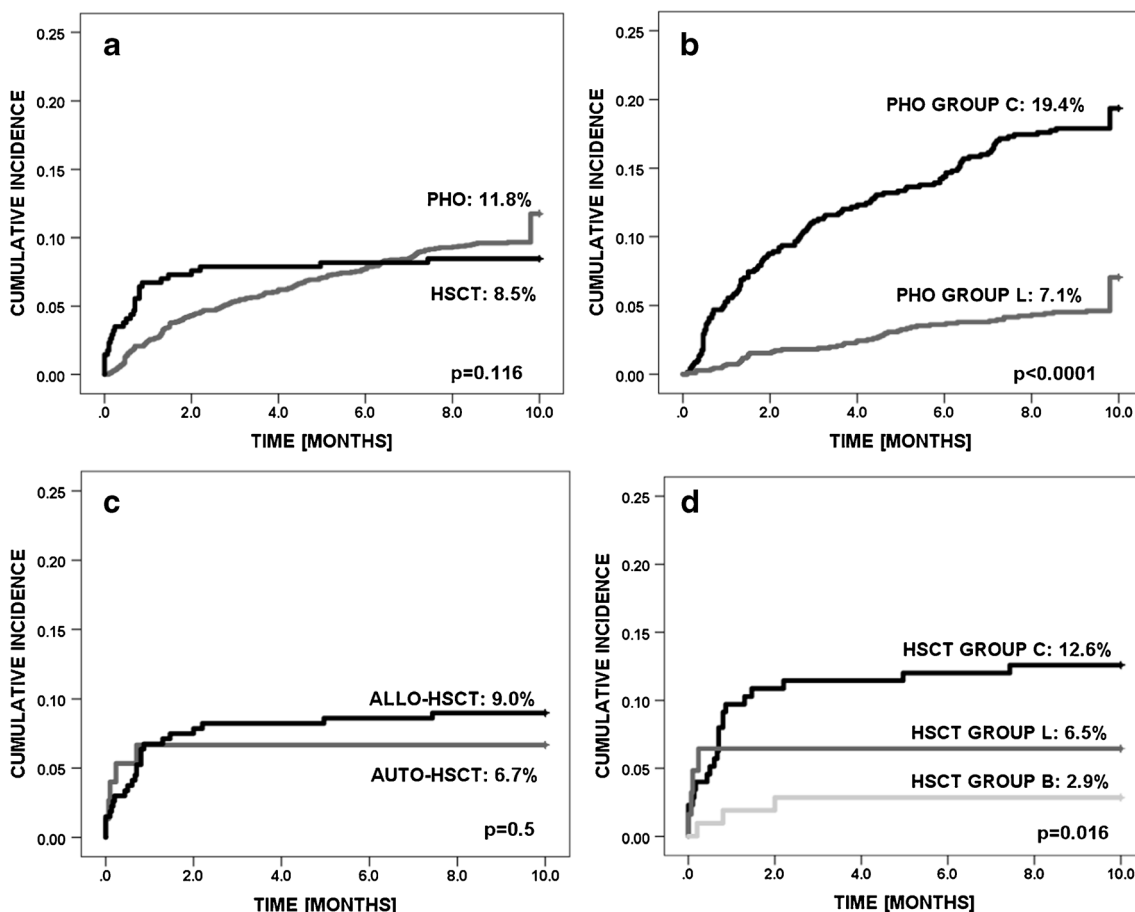 a
CUMULATIVE INCIDENCE
0.25
0.20
0.15
0.10
0.05
0.00
PHO: 11.8%
HSCT: 8.5%
p=0.116
.0 2.0 4.0 6.0 8.0 10.0
TIME [MONTHS]
b
CUMULATIVE INCIDENCE
0.25
0.20
0.15
0.10
0.05
0.00
PHO GROUP C: 19.4%
PHO GROUP L: 7.1%
p<0.0001
.0 2.0 4.0 6.0 8.0 10.0
TIME [MONTHS]
c
CUMULATIVE INCIDENCE
0.25
0.20
0.15
0.10
0.05
0.00
ALLO-HSCT: 9.0%
AUTO-HSCT: 6.7%
p=0.5
.0 2.0 4.0 6.0 8.0 10.0
TIME [MONTHS]
d
CUMULATIVE INCIDENCE
0.25
0.20
0.15
0.10
0.05
0.00
HSCT GROUP C: 12.6%
HSCT GROUP L: 6.5%
HSCT GROUP B: 2.9%
p=0.016
.0 2.0 4.0 6.0 8.0 10.0
TIME [MONTHS]